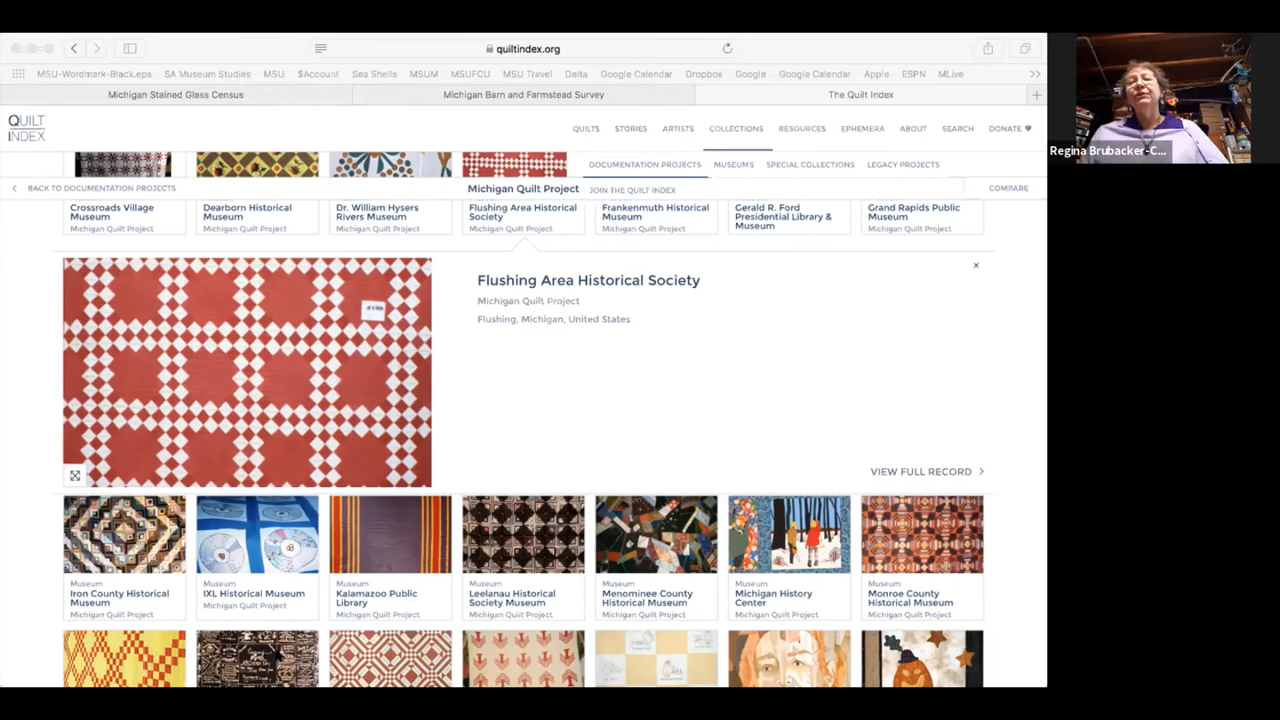 quiltindex.org
MSU-Wordmark-Black.eps SA Museum Studies MSU $Account Sea Shells MSUM MSUFCU MSU Travel Delta Google Calendar Dropbox Google Google Calendar Apple ESPN MLive
Michigan Stained Glass Census Michigan Barn and Farmstead Survey The Quilt Index
QUILT
INDEX
QUILTS STORIES ARTISTS COLLECTIONS RESOURCES EPHEMERA ABOUT SEARCH DONATE
DOCUMENTATION PROJECTS MUSEUMS SPECIAL COLLECTIONS LEGACY PROJECTS
BACK TO DOCUMENTATION PROJECTS Michigan Quilt Project JOIN THE QUILT INDEX COMPARE
Crossroads Village
Museum
Michigan Quilt Project
Dearborn Historical
Museum
Michigan Quilt Project
Dr. William Hysers
Rivers Museum
Michigan Quilt Project
Flushing Area Historical
Society
Michigan Quilt Project
Frankenmuth Historical
Museum
Michigan Quilt Project
Gerald R. Ford
Presidential Library &
Museum
Grand Rapids Public
Museum
Michigan Quilt Project
Flushing Area Historical Society
Michigan Quilt Project
Flushing, Michigan, United States
VIEW FULL RECORD
Museum
Iron County Historical
Museum
Michigan Quilt Project
Museum
IXL Historical Museum
Michigan Quilt Project
Museum
Kalamazoo Public
Library
Michigan Quilt Project
Museum
Leelanau Historical
Society Museum
Michigan Quilt Project
Museum
Menominee County
Historical Museum
Michigan Quilt Project
Museum
Michigan History
Center
Michigan Quilt Project
Museum
Monroe County
Historical Museum
Michigan Quilt Project
Regina Brubacker-C...